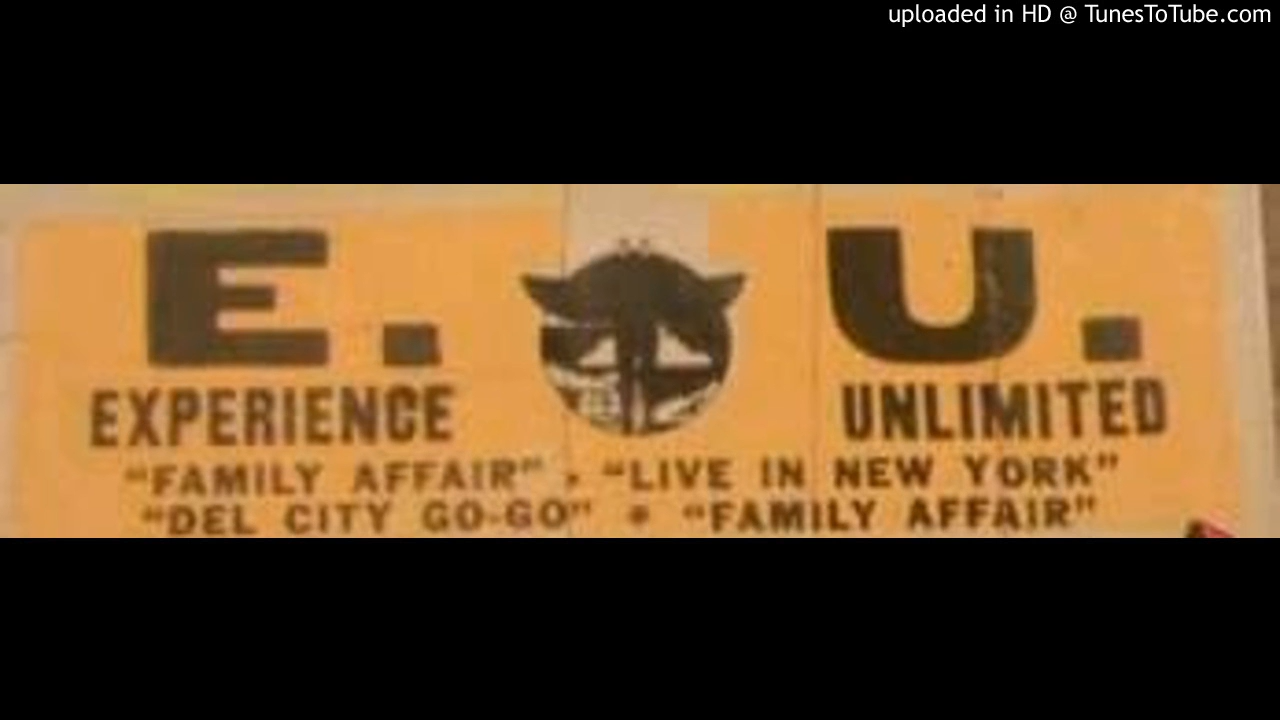 uploaded in HD @ TunesToTube.com
E. U.
EXPERIENCE UNLIMITED
"FAMILY AFFAIR" • "LIVE IN NEW YORK"
"DEL CITY GO-GO" • "FAMILY AFFAIR"